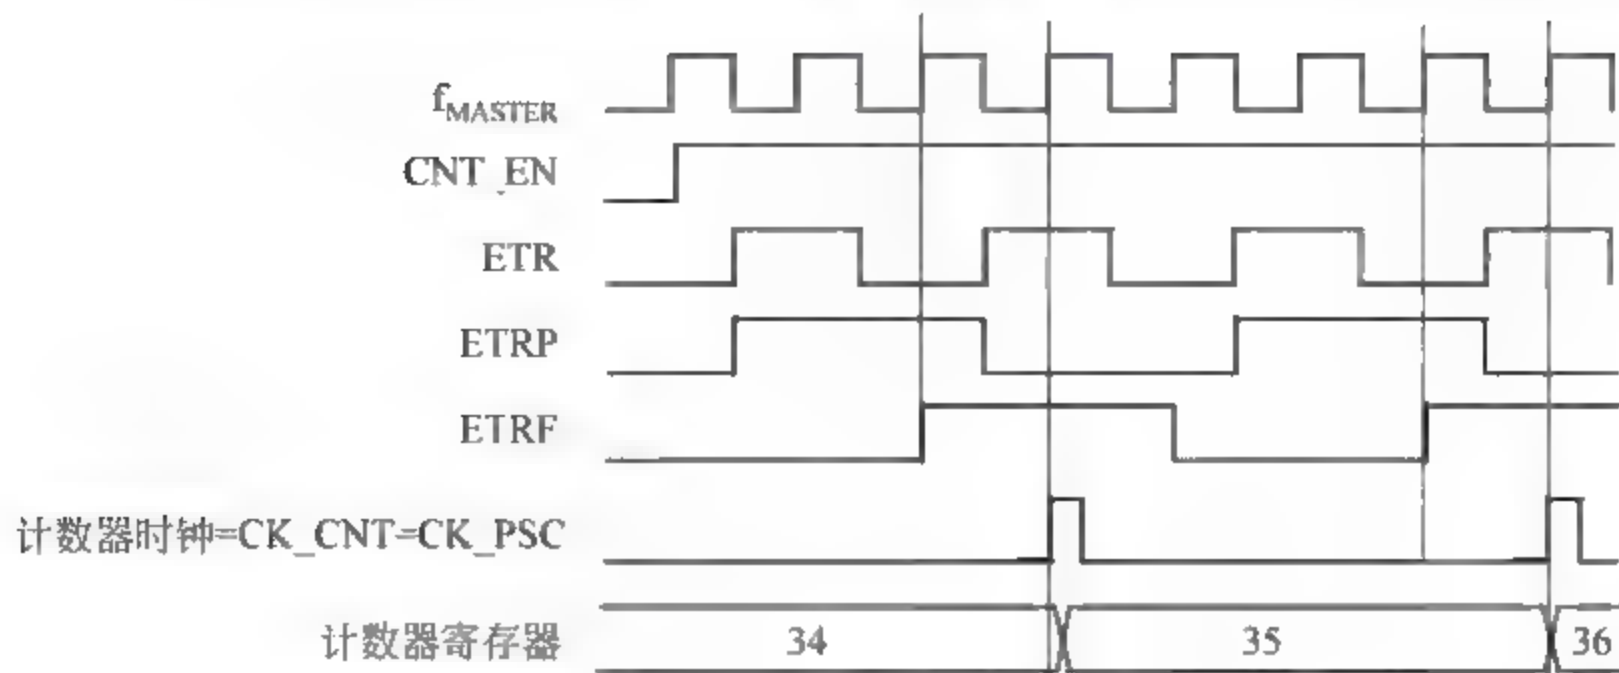 fMASTER
CNT_EN
ETR
ETRP
ETRF
计数器时钟=CK_CNT=CK_PSC
计数器寄存器 34 35 36